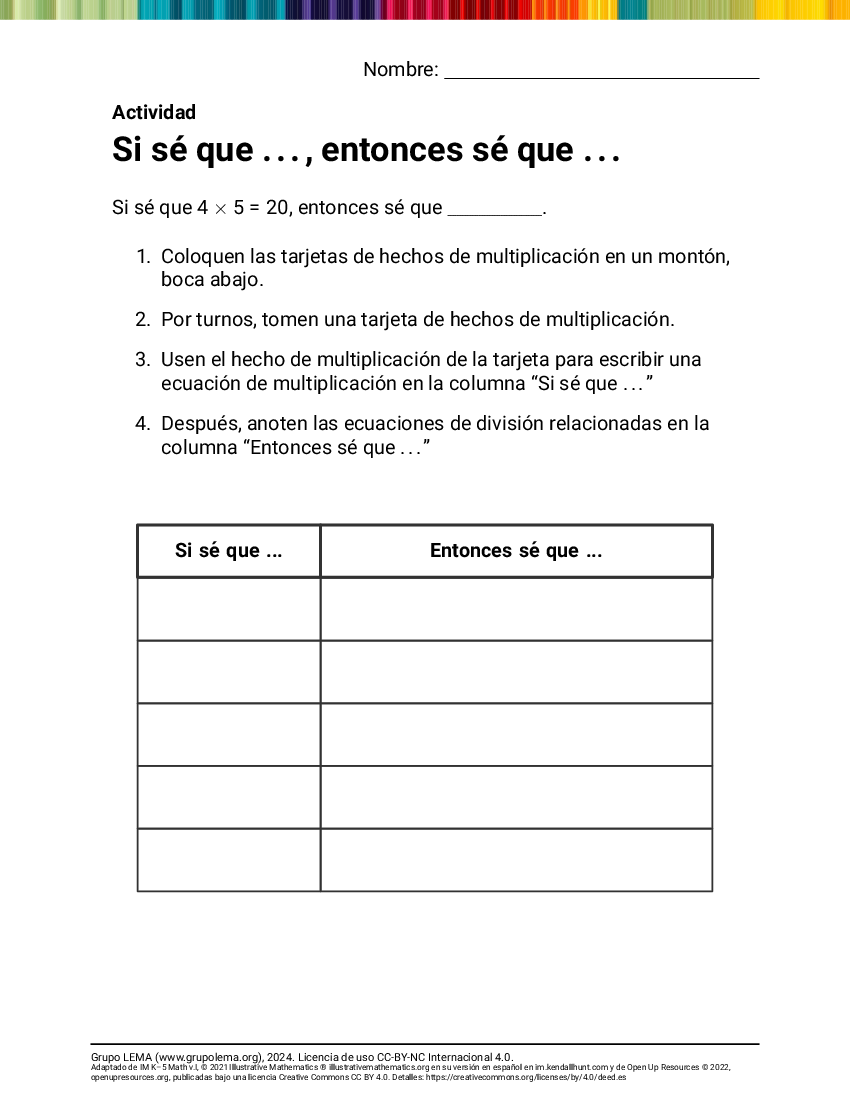 Nombre: ______________________________
Actividad
Si sé que . . . , entonces sé que . . .
Si sé que 4 × 5 = 20, entonces sé que _________.
1. Coloquen las tarjetas de hechos de multiplicación en un montón,
boca abajo.
2. Por turnos, tomen una tarjeta de hechos de multiplicación.
3. Usen el hecho de multiplicación de la tarjeta para escribir una
ecuación de multiplicación en la columna “Si sé que . . . ”
4. Después, anoten las ecuaciones de división relacionadas en la
columna “Entonces sé que . . . ”
Si sé que ... Entonces sé que ...
Grupo LEMA (www.grupolema.org), 2024. Licencia de uso CC-BY-NC Internacional 4.0.
Adaptado de IM K–5 Math v.I, © 2021 Illustrative Mathematics ® illustrativemathematics.org en su versión en español en im.kendallhunt.com y de Open Up Resources © 2022,
openupresources.org, publicadas bajo una licencia Creative Commons CC BY 4.0. Detalles: https://creativecommons.org/licenses/by/4.0/deed.es